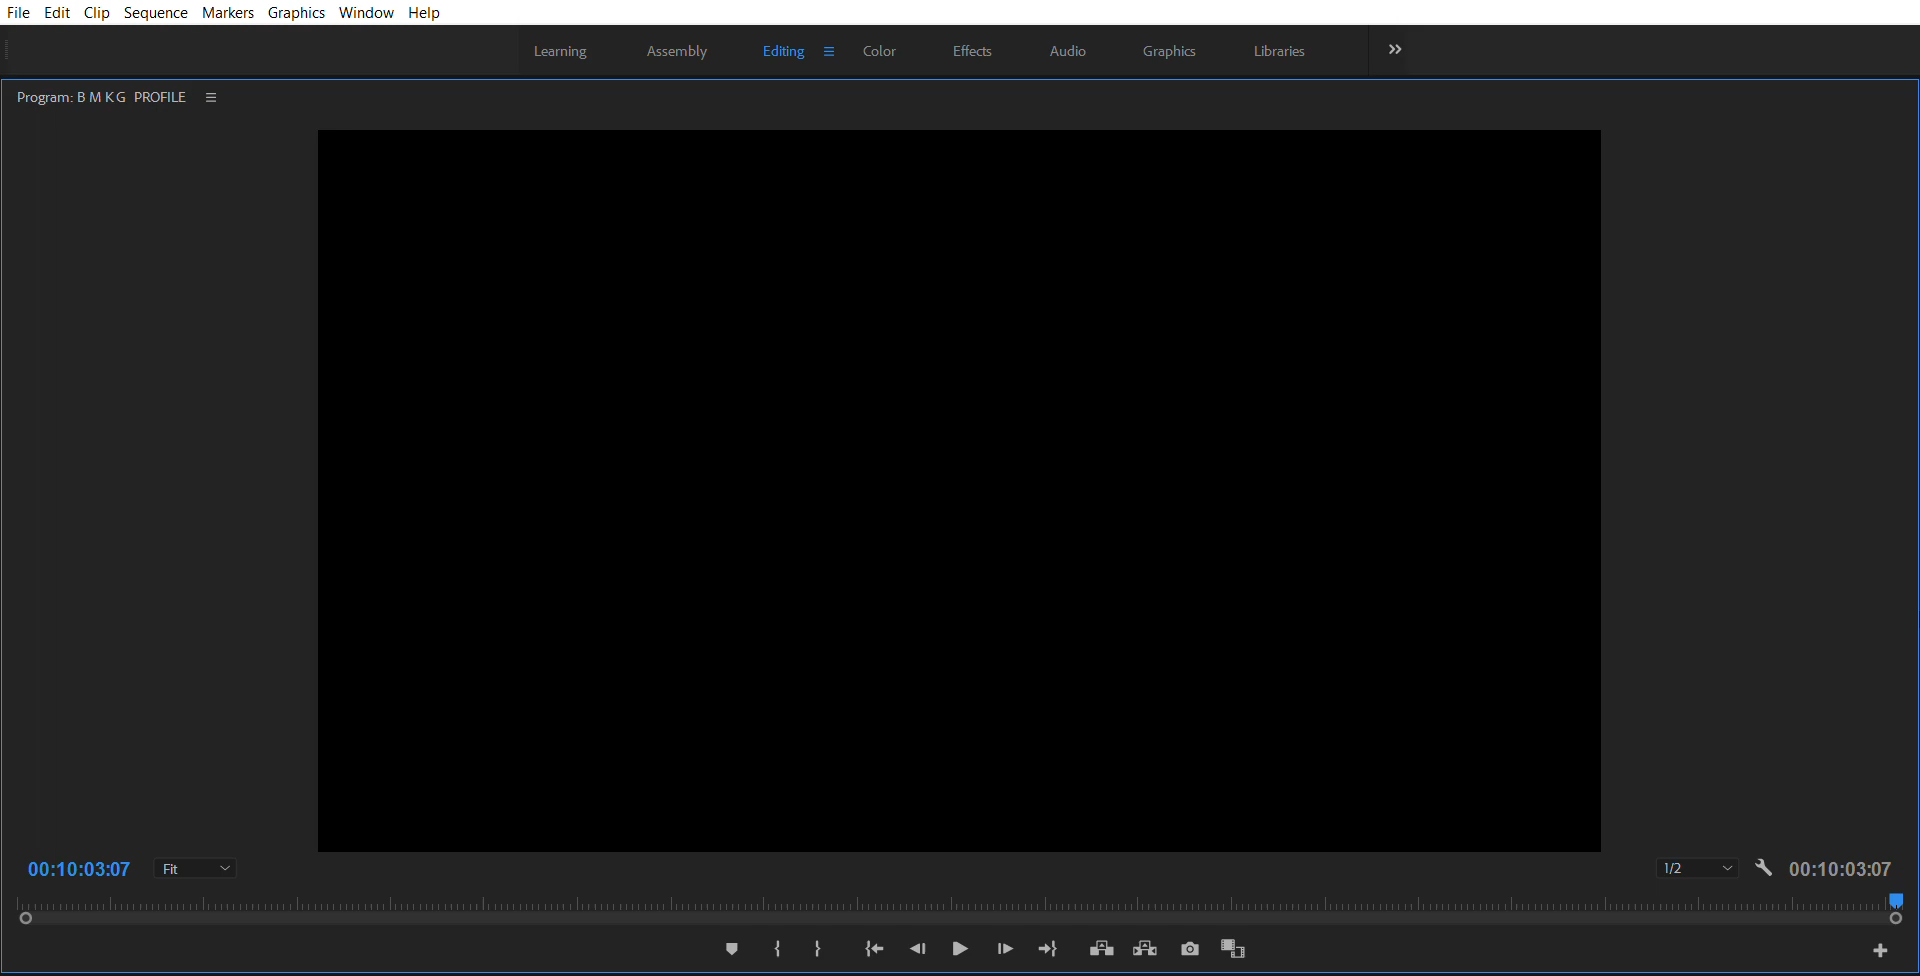 File Edit Clip Sequence Markers Graphics Window Help
Learning Assembly Editing Color Effects Audio Graphics Libraries
Program: B M K G PROFILE
00:10:03:07 Fit 1/2 00:10:03:07